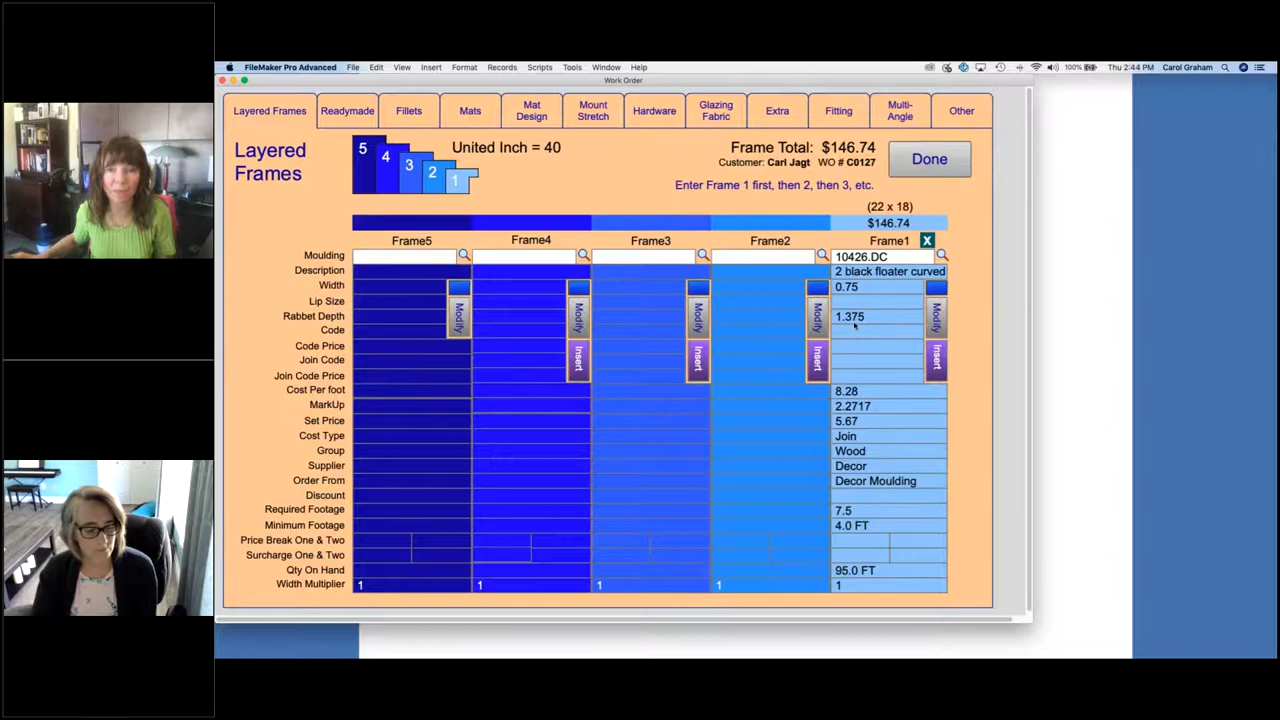 FileMaker Pro Advanced File Edit View Insert Format Records Scripts Tools Window Help 100% Thu 2:44 PM Carol Graham
Work Order
Layered Frames Readymade Fillets Mats Mat Design Mount Stretch Hardware Glazing Fabric Extra Fitting Multi-Angle Other
Layered Frames
5 4 3 2 1
United Inch = 40
Frame Total: $146.74
Customer: Carl Jagt WO # C0127
Done
Enter Frame 1 first, then 2, then 3, etc.
(22 x 18)
$146.74
Frame5 Frame4 Frame3 Frame2 Frame1 X
Moulding 10426.DC
Description 2 black floater curved
Width 0.75
Lip Size
Rabbet Depth 1.375
Code
Modify Modify Modify Modify Modify
Code Price
Join Code
Insert Insert Insert Insert
Join Code Price
Cost Per foot 8.28
MarkUp 2.2717
Set Price 5.67
Cost Type Join
Group Wood
Supplier Decor
Order From Decor Moulding
Discount
Required Footage 7.5
Minimum Footage 4.0 FT
Price Break One & Two
Surcharge One & Two
Qty On Hand 95.0 FT
Width Multiplier 1 1 1 1 1